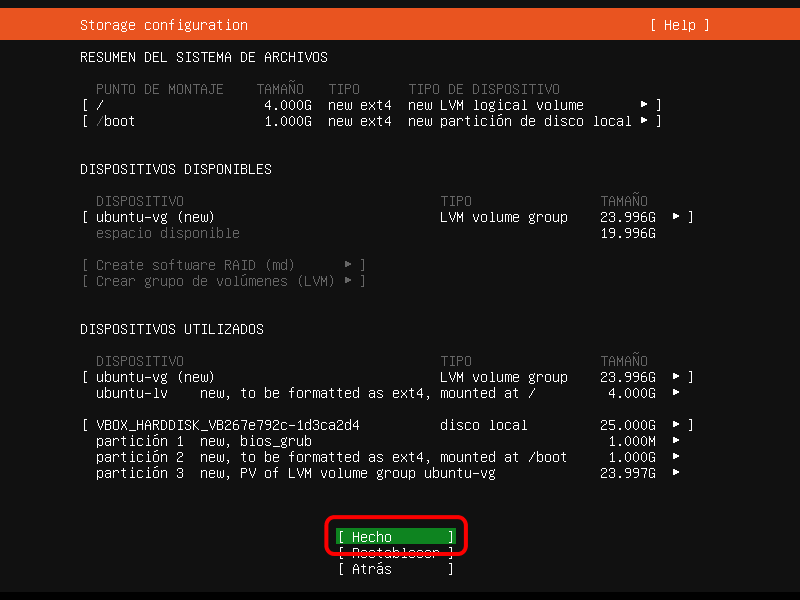 Storage configuration [ Help ]
RESUMEN DEL SISTEMA DE ARCHIVOS
PUNTO DE MONTAJE TAMAÑO TIPO TIPO DE DISPOSITIVO
[ / 4.000G new ext4 new LVM logical volume ▸ ]
[ /boot 1.000G new ext4 new partición de disco local ▸ ]
DISPOSITIVOS DISPONIBLES
DISPOSITIVO TIPO TAMAÑO
[ ubuntu-vg (new) LVM volume group 23.996G ▸ ]
espacio disponible 19.996G
[ Create software RAID (md) ▸ ]
[ Crear grupo de volúmenes (LVM) ▸ ]
DISPOSITIVOS UTILIZADOS
DISPOSITIVO TIPO TAMAÑO
[ ubuntu-vg (new) LVM volume group 23.996G ▸ ]
ubuntu-lv new, to be formatted as ext4, mounted at / 4.000G ▸
[ VBOX_HARDDISK_VB267e792c-1d3ca2d4 disco local 25.000G ▸ ]
partición 1 new, bios_grub 1.000M ▸
partición 2 new, to be formatted as ext4, mounted at /boot 1.000G ▸
partición 3 new, PV of LVM volume group ubuntu-vg 23.997G ▸
[ Hecho ]
[ Restablecer ]
[ Atrás ]